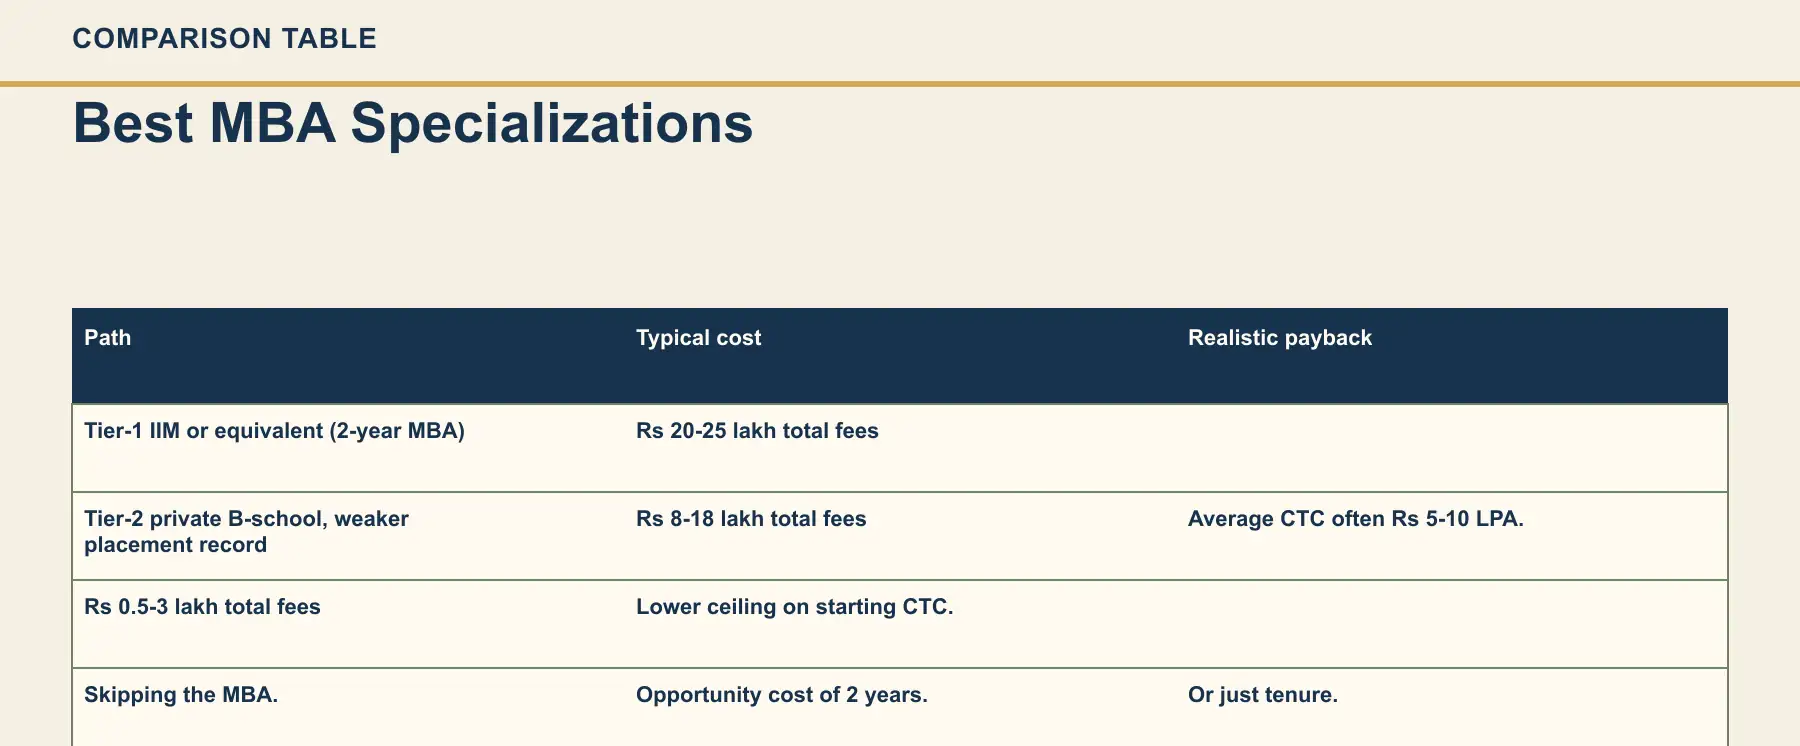 COMPARISON TABLE
Best MBA Specializations
Path Typical cost Realistic payback
Tier-1 IIM or equivalent (2-year MBA) Rs 20-25 lakh total fees
Tier-2 private B-school, weaker Rs 8-18 lakh total fees Average CTC often Rs 5-10 LPA.
placement record
Rs 0.5-3 lakh total fees Lower ceiling on starting CTC.
Skipping the MBA. Opportunity cost of 2 years. Or just tenure.